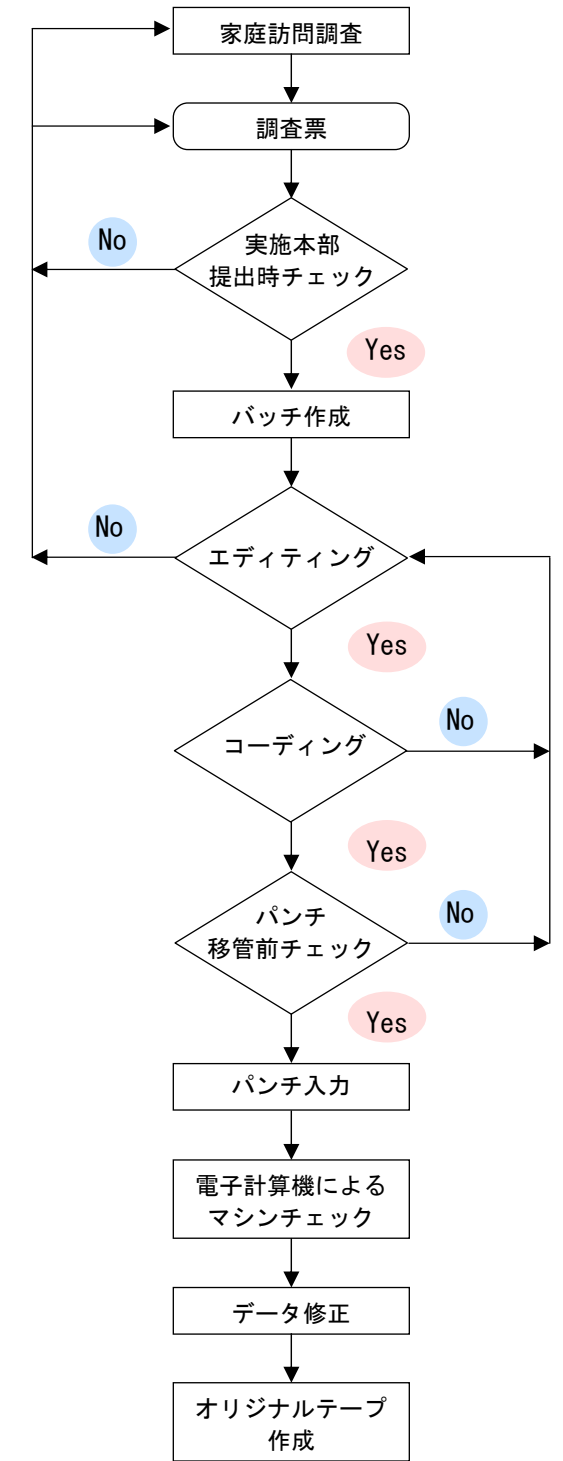 家庭訪問調査
調査票
実施本部
提出時チェック
No
Yes
バッチ作成
エディティング
No
Yes
コーディング
No
Yes
パンチ
移管前チェック
No
Yes
パンチ入力
電子計算機による
マシンチェック
データ修正
オリジナルテープ
作成